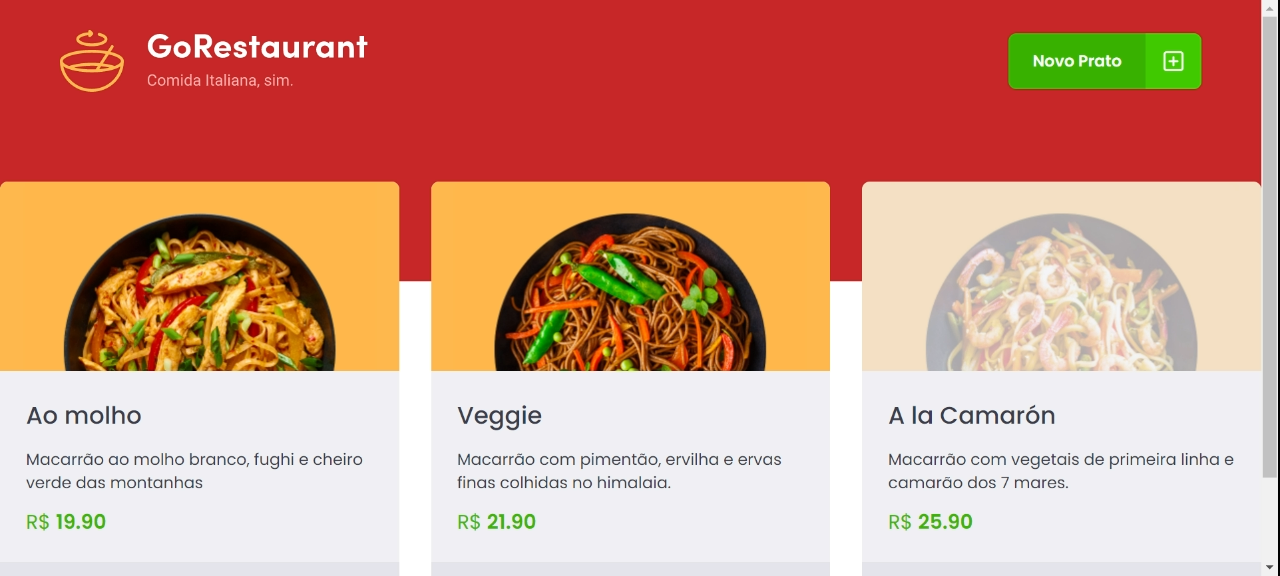 GoRestaurant
Comida Italiana, sim.
Novo Prato
Ao molho
Macarrão ao molho branco, fughi e cheiro
verde das montanhas
R$ 19.90
Veggie
Macarrão com pimentão, ervilha e ervas
finas colhidas no himalaia.
R$ 21.90
A la Camarón
Macarrão com vegetais de primeira linha e
camarão dos 7 mares.
R$ 25.90